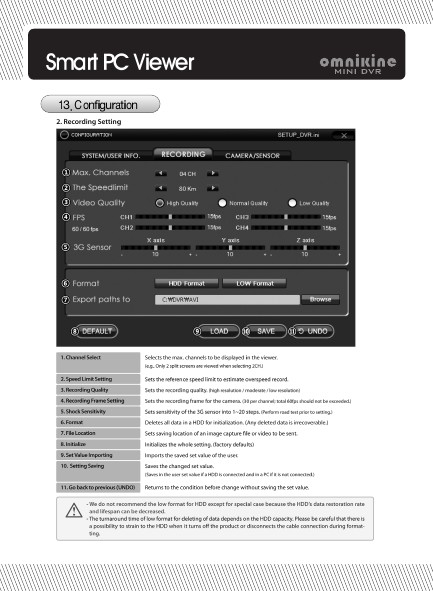 Smart PC Viewer
omnikine
MINI DVR
13, Configuration
2. Recording Setting
CONFIGURATION
SETUP_DVR.ini
SYSTEM/USER INFO.
RECORDING
CAMERA/SENSOR
① Max. Channels
04 CH
② The Speedlimit
80 Km
③ Video Quality
High Quality
Normal Quality
Low Quality
④ FPS
CH1
15fps
CH3
15fps
60 / 60 fps
CH2
15fps
CH4
15fps
⑤ 3G Sensor
X axis
Y axis
Z axis
- 10 +
- 10 +
- 10 +
⑥ Format
HDD Format
LOW Format
⑦ Export paths to
C:₩DVR₩AVI
Browse
⑧ DEFAULT
⑨ LOAD
⑩ SAVE
⑪ UNDO
1. Channel Select
Selects the max. channels to be displayed in the viewer.
(e.g., Only 2 split screens are viewed when selecting 2CH.)
2. Speed Limit Setting
Sets the reference speed limit to estimate overspeed record.
3. Recording Quality
Sets the recording quality. (high resolution / moderate / low resolution)
4. Recording Frame Setting
Sets the recording frame for the camera. (30 per channel; total 60fps should not be exceeded.)
5. Shock Sensitivity
Sets sensitivity of the 3G sensor into 1~20 steps. (Perform road test prior to setting.)
6. Format
Deletes all data in a HDD for initialization. (Any deleted data is irrecoverable.)
7. File Location
Sets saving location of an image capture file or video to be sent.
8. Initialize
Initializes the whole setting. (factory defaults)
9. Set Value Importing
Imports the saved set value of the uses
10. Setting Saving
Saves the changed set value.
(Saves in the user set value if a HDD is connected and in a PC if it is not connected.)
11. Go back to previous (UNDO)
Returns to the condition before change without saving the set value.
- We do not recommend the low format for HDD except for special case because the HDD's data restoration rate
and lifespan can be decreased.
- The turnaround time of low format for deleting of data depends on the HDD capacity. Please be careful that there is
a possibility to strain to the HDD when it turns off the product or disconnects the cable connection during format-
ting.